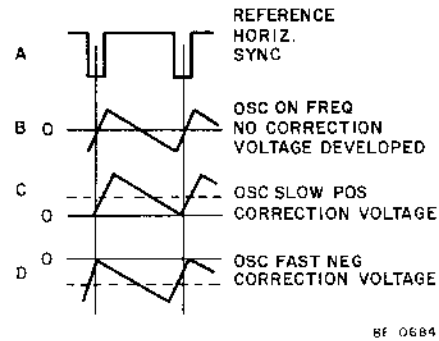 REFERENCE
HORIZ.
SYNC
A
OSC ON FREQ
B O NO CORRECTION
VOLTAGE DEVELOPED
C
OSC SLOW POS
O CORRECTION VOLTAGE
O OSC FAST NEG
D CORRECTION VOLTAGE
BE 0684